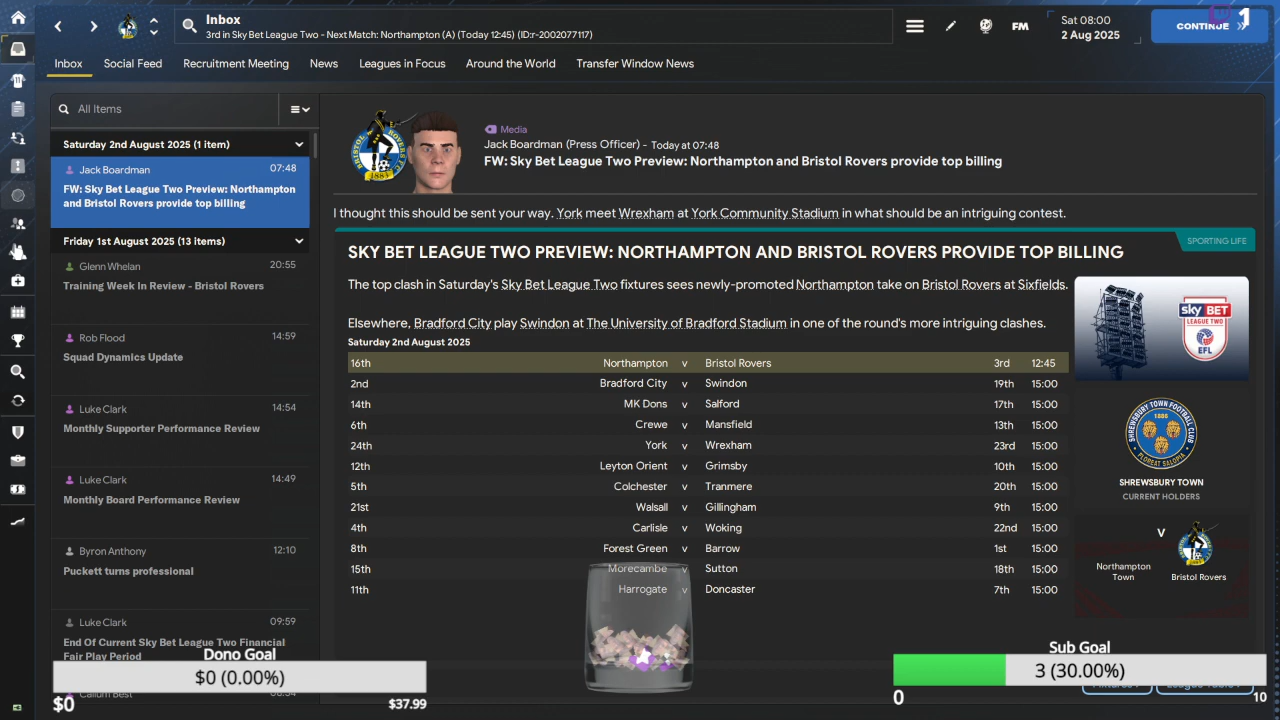 Inbox
3rd in Sky Bet League Two - Next Match: Northampton (A) (Today 12:45) (ID:r-2002077117)
FM
Sat 08:00
2 Aug 2025
CONTINUE
1
Inbox
Social Feed
Recruitment Meeting
News
Leagues in Focus
Around the World
Transfer Window News
All Items
Saturday 2nd August 2025 (1 item)
Jack Boardman 07:48
FW: Sky Bet League Two Preview: Northampton
and Bristol Rovers provide top billing
Friday 1st August 2025 (13 items)
Glenn Whelan 20:55
Training Week In Review - Bristol Rovers
Rob Flood 14:59
Squad Dynamics Update
Luke Clark 14:54
Monthly Supporter Performance Review
Luke Clark 14:49
Monthly Board Performance Review
Byron Anthony 12:10
Puckett turns professional
Luke Clark 09:59
End Of Current Sky Bet League Two Financial
Fair Play Period
BRISTOL ROVERS F.C.
1883
Media
Jack Boardman (Press Officer) - Today at 07:48
FW: Sky Bet League Two Preview: Northampton and Bristol Rovers provide top billing
I thought this should be sent your way. York meet Wrexham at York Community Stadium in what should be an intriguing contest.
SPORTING LIFE
SKY BET LEAGUE TWO PREVIEW: NORTHAMPTON AND BRISTOL ROVERS PROVIDE TOP BILLING
The top clash in Saturday's Sky Bet League Two fixtures sees newly-promoted Northampton take on Bristol Rovers at Sixfields.
Elsewhere, Bradford City play Swindon at The University of Bradford Stadium in one of the round's more intriguing clashes.
Saturday 2nd August 2025
16th Northampton v Bristol Rovers 3rd 12:45
2nd Bradford City v Swindon 19th 15:00
14th MK Dons v Salford 17th 15:00
6th Crewe v Mansfield 13th 15:00
24th York v Wrexham 23rd 15:00
12th Leyton Orient v Grimsby 10th 15:00
5th Colchester v Tranmere 20th 15:00
21st Walsall v Gillingham 9th 15:00
4th Carlisle v Woking 22nd 15:00
8th Forest Green v Barrow 1st 15:00
15th Morecambe v Sutton 18th 15:00
11th Harrogate v Doncaster 7th 15:00
sky BET
LEAGUE TWO
EFL
SHREWSBURY TOWN FOOTBALL CLUB
1886
FLOREAT SALOPIA
SHREWSBURY TOWN
CURRENT HOLDERS
V
Northampton
Town
Bristol Rovers
Dono Goal
$0 (0.00%)
$0
$37.99
Sub Goal
3 (30.00%)
0
10